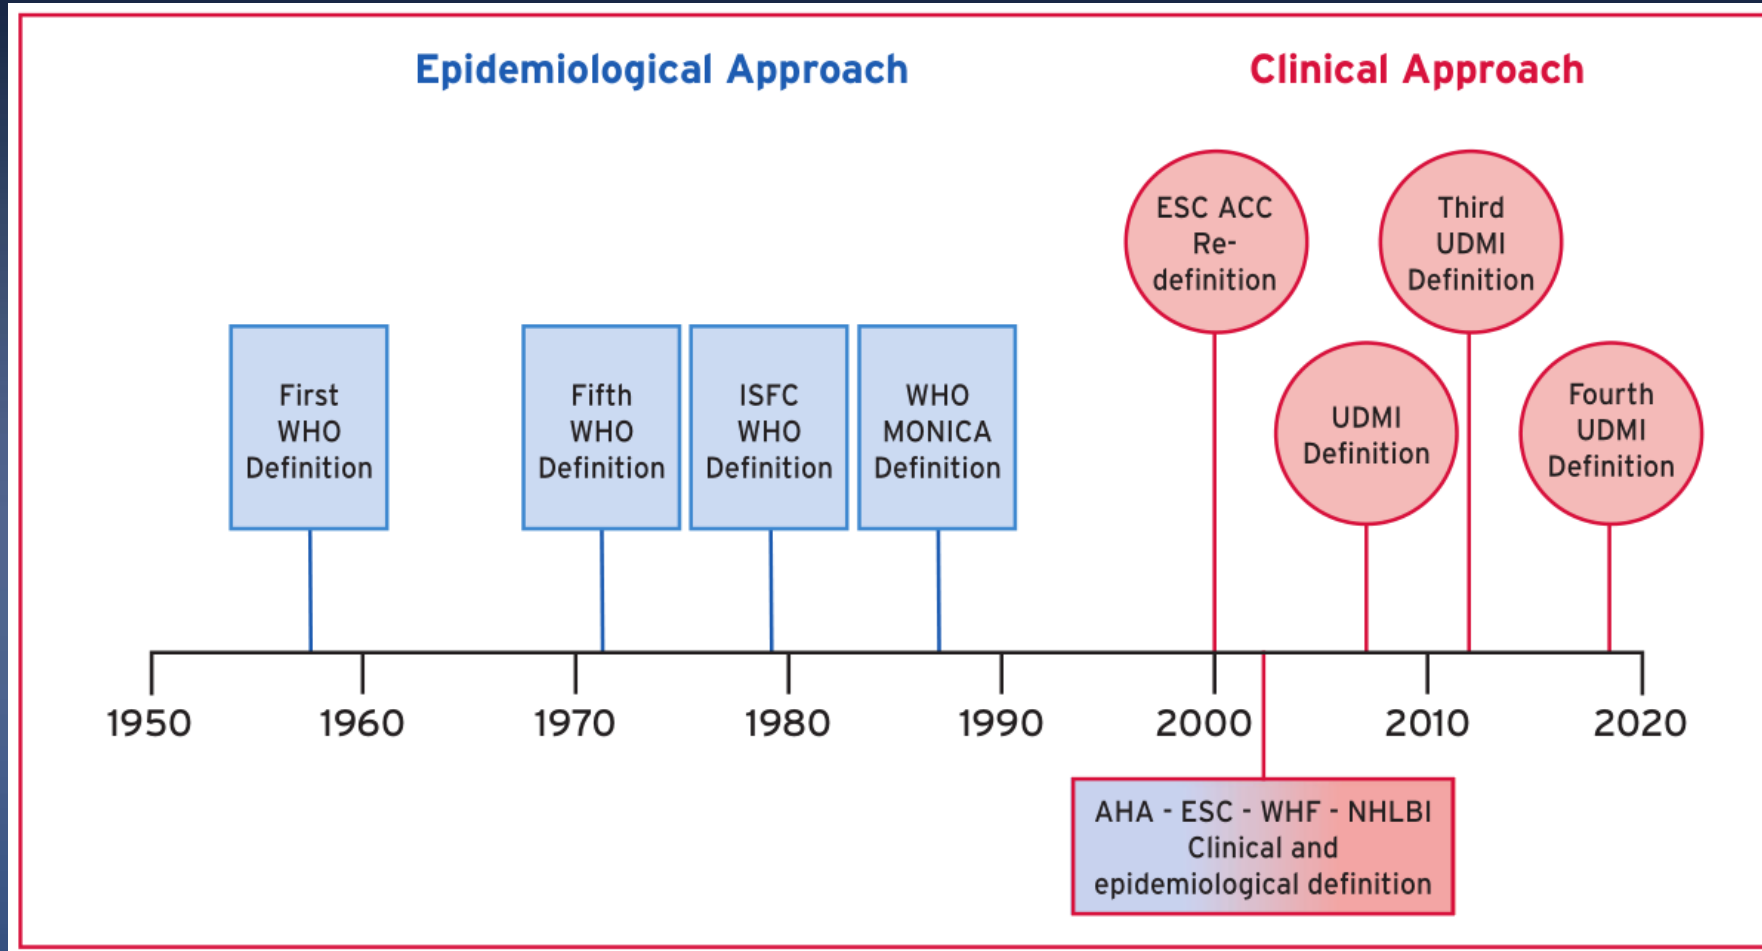 Epidemiological Approach
Clinical Approach
First
WHO
Definition
Fifth
WHO
Definition
ISFC
WHO
Definition
WHO
MONICA
Definition
ESC ACC
Re-
definition
UDMI
Definition
Third
UDMI
Definition
Fourth
UDMI
Definition
1950
1960
1970
1980
1990
2000
2010
2020
AHA - ESC - WHF - NHLBI
Clinical and
epidemiological definition